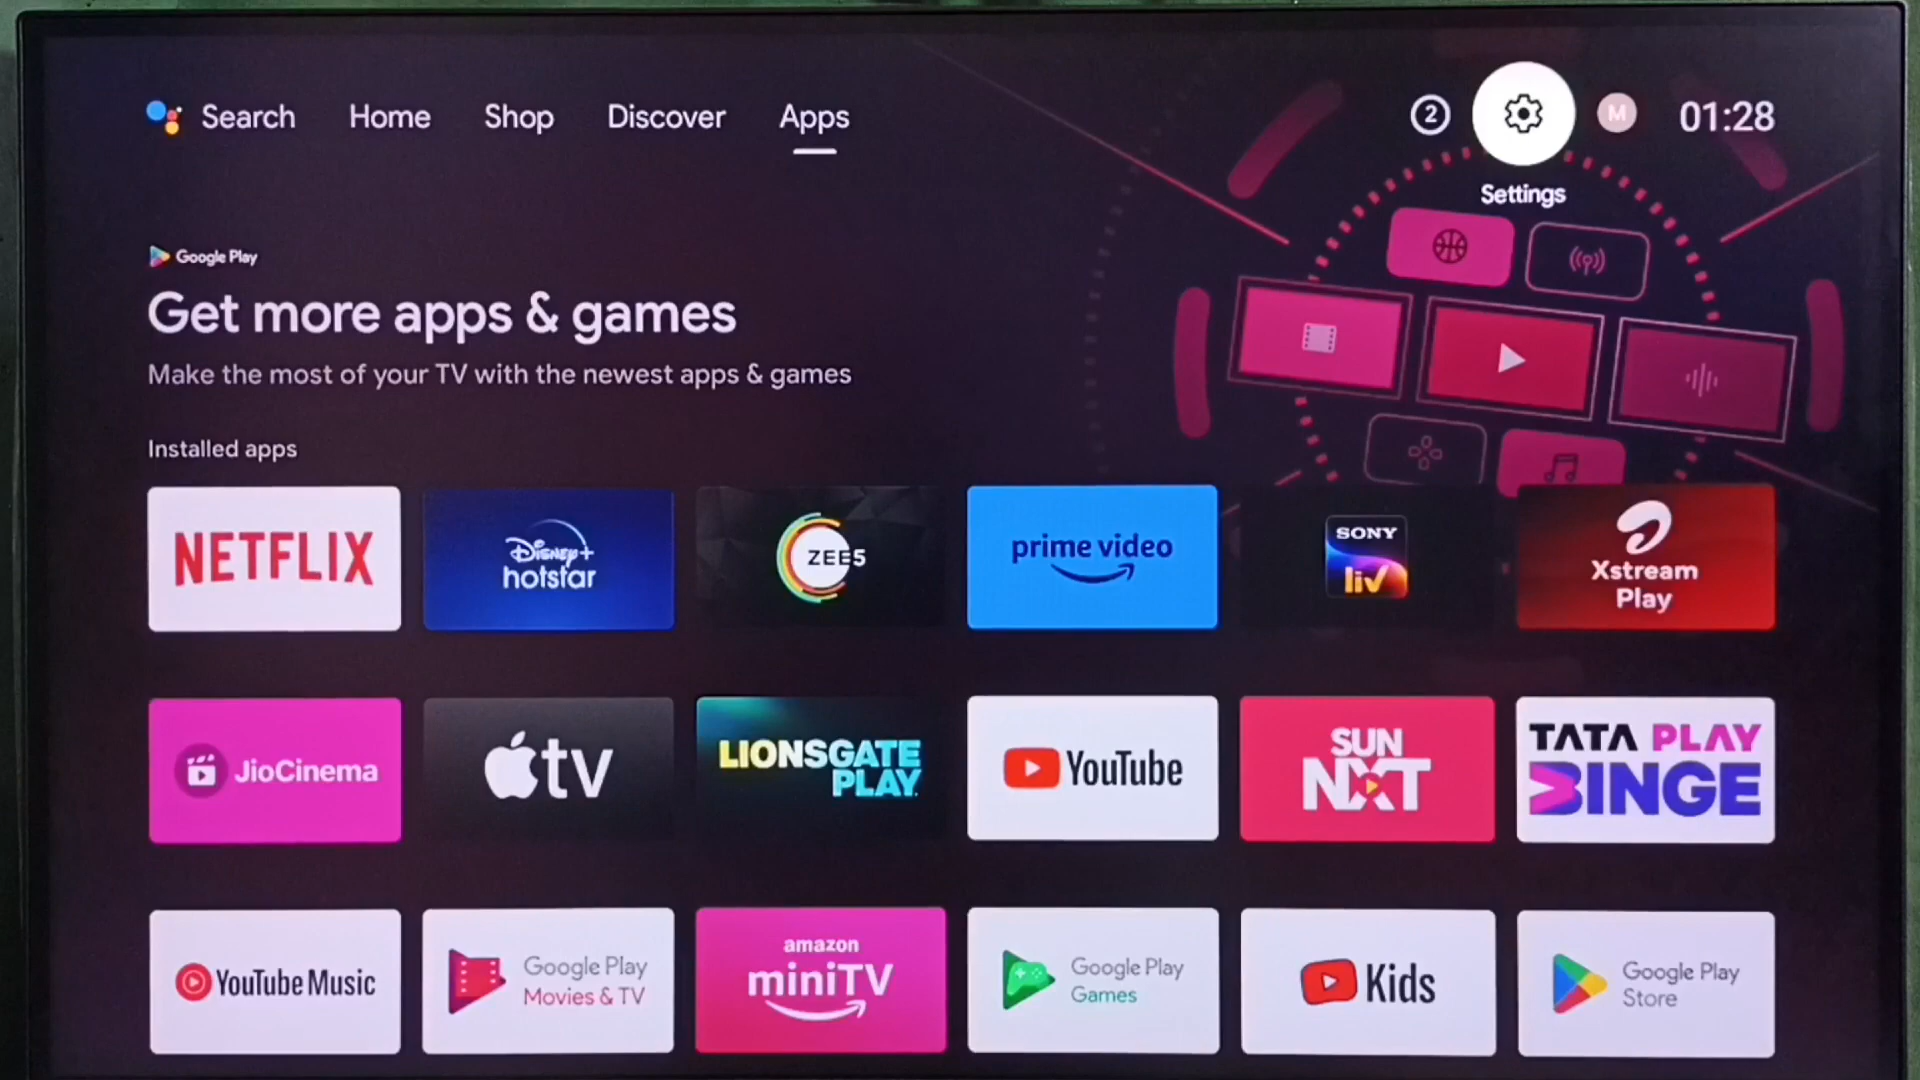 Search Home Shop Discover Apps 2 M 01:28
Settings
Google Play
Get more apps & games
Make the most of your TV with the newest apps & games
Installed apps
NETFLIX
Disney+
hotstar
ZEE5
prime video
SONY
liv
Xstream
Play
JioCinema
tv
LIONSGATE
PLAY
YouTube
SUN
NXT
TATA PLAY
BINGE
YouTube Music
Google Play
Movies & TV
amazon
miniTV
Google Play
Games
Kids
Google Play
Store